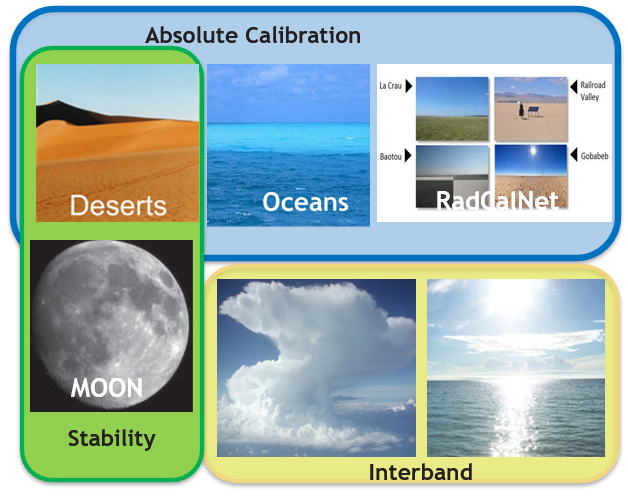 Absolute Calibration
Deserts
Oceans
La Crau
Railroad
Valley
Baotou
Gobabeb
RadCalNet
MOON
Stability
Interband